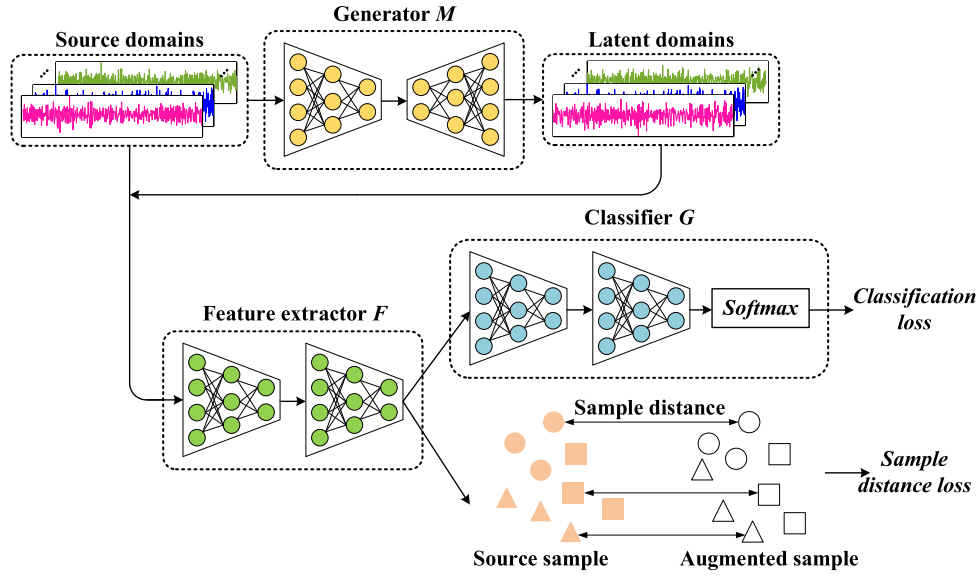 Generator M
Source domains
Latent domains
Classifier G
Feature extractor F
Softmax
Classification
loss
Sample distance
Sample
distance loss
Source sample
Augmented sample